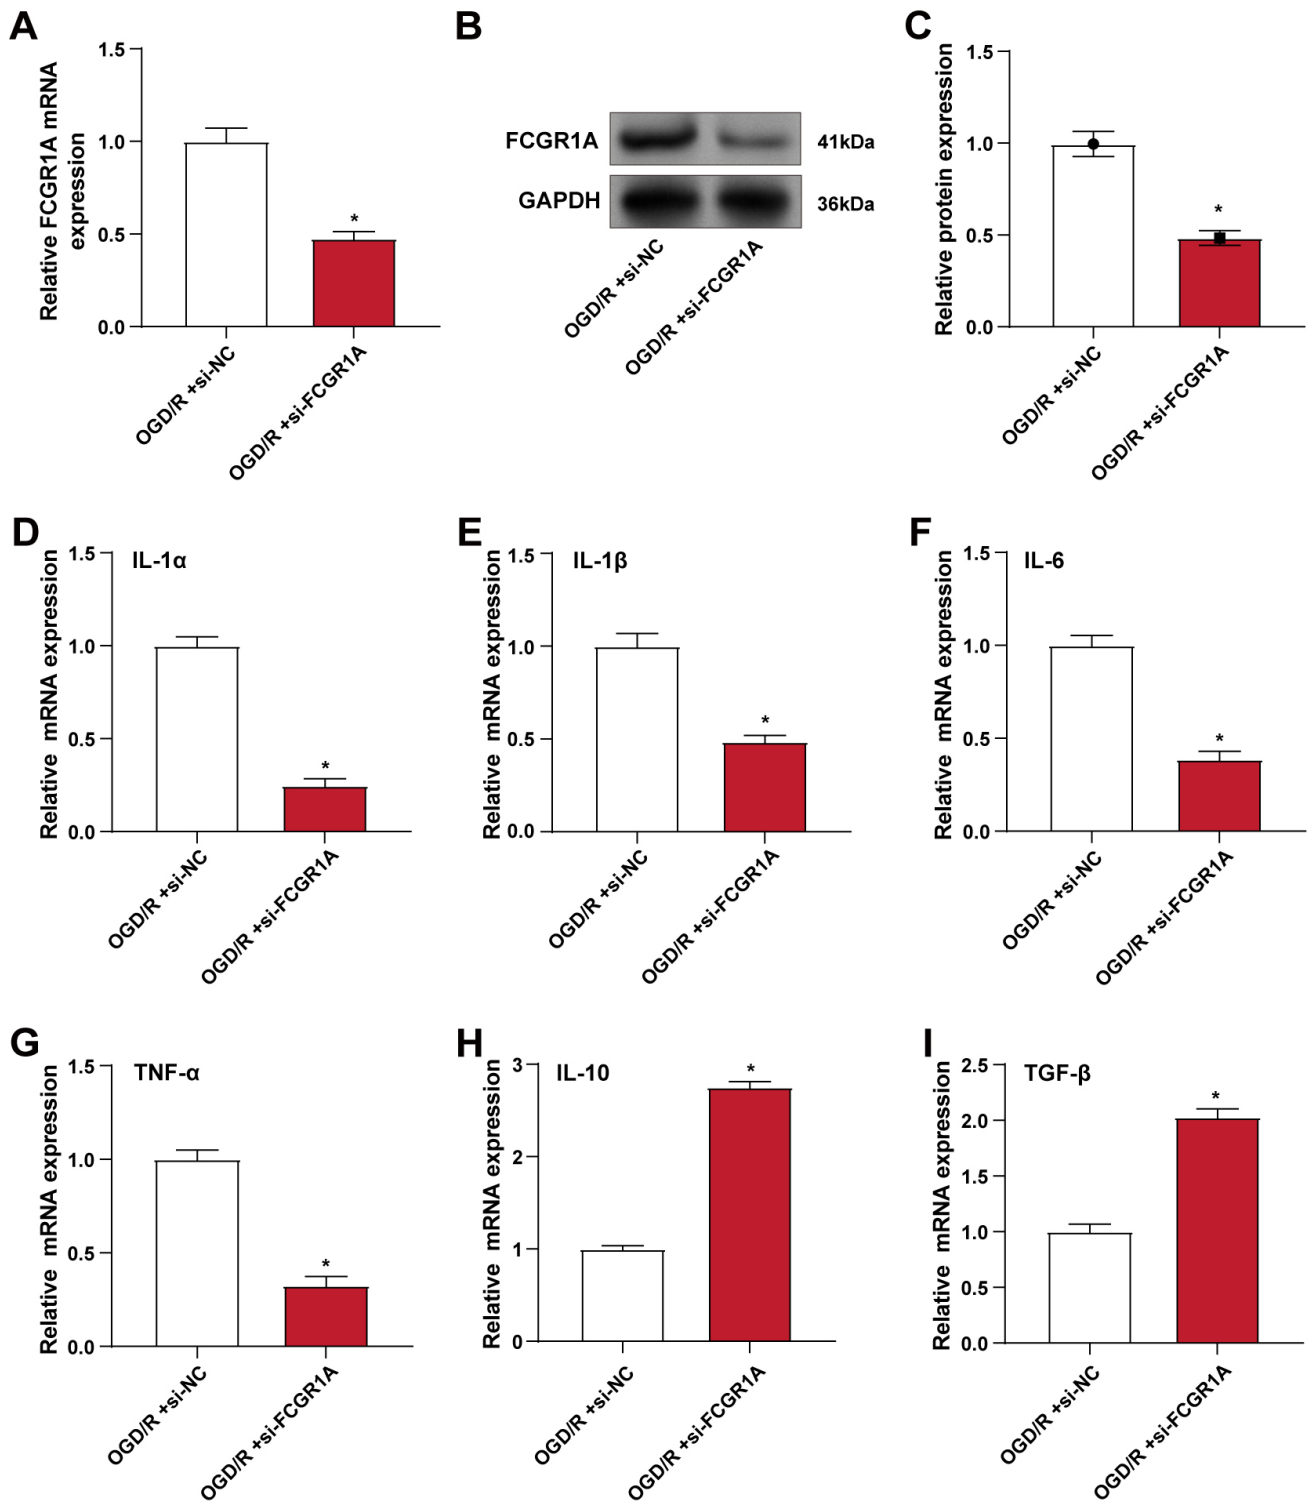 A
Relative FCGR1A mRNA
expression
1.5
1.0
0.5
0.0
*
OGD/R +si-NC
OGD/R +si-FCGR1A
B
FCGR1A
41kDa
GAPDH
36kDa
OGD/R +si-NC
OGD/R +si-FCGR1A
C
Relative protein expression
1.5
1.0
0.5
0.0
*
OGD/R +si-NC
OGD/R +si-FCGR1A
D
Relative mRNA expression
IL-1α
1.5
1.0
0.5
0.0
*
OGD/R +si-NC
OGD/R +si-FCGR1A
E
Relative mRNA expression
IL-1β
1.5
1.0
0.5
0.0
*
OGD/R +si-NC
OGD/R +si-FCGR1A
F
Relative mRNA expression
IL-6
1.5
1.0
0.5
0.0
*
OGD/R +si-NC
OGD/R +si-FCGR1A
G
Relative mRNA expression
TNF-α
1.5
1.0
0.5
0.0
*
OGD/R +si-NC
OGD/R +si-FCGR1A
H
Relative mRNA expression
IL-10
3
2
1
0
*
OGD/R +si-NC
OGD/R +si-FCGR1A
I
Relative mRNA expression
TGF-β
2.5
2.0
1.5
1.0
0.5
0.0
*
OGD/R +si-NC
OGD/R +si-FCGR1A